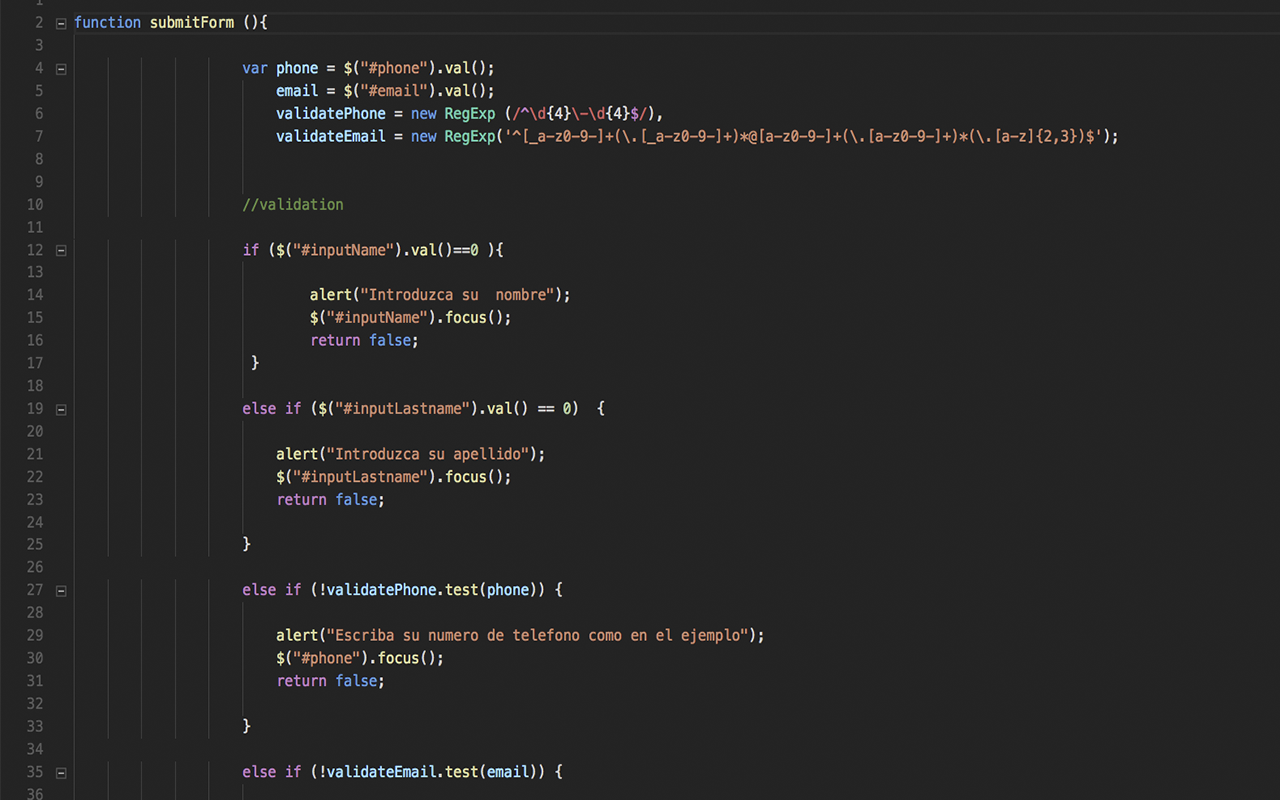 1
2 function submitForm (){
3
4 var phone = $("#phone").val();
5 email = $("#email").val();
6 validatePhone = new RegExp (/^\d{4}\-\d{4}$/),
7 validateEmail = new RegExp('^[_a-z0-9-]+(\.[_a-z0-9-]+)*@[a-z0-9-]+(\.[a-z0-9-]+)*(\.[a-z]{2,3})$');
8
9
10 //validation
11
12 if ($("#inputName").val()==0 ){
13
14 alert("Introduzca su  nombre");
15 $("#inputName").focus();
16 return false;
17 }
18
19 else if ($("#inputLastname").val() == 0)  {
20
21 alert("Introduzca su apellido");
22 $("#inputLastname").focus();
23 return false;
24
25 }
26
27 else if (!validatePhone.test(phone)) {
28
29 alert("Escriba su numero de telefono como en el ejemplo");
30 $("#phone").focus();
31 return false;
32
33 }
34
35 else if (!validateEmail.test(email)) {
36